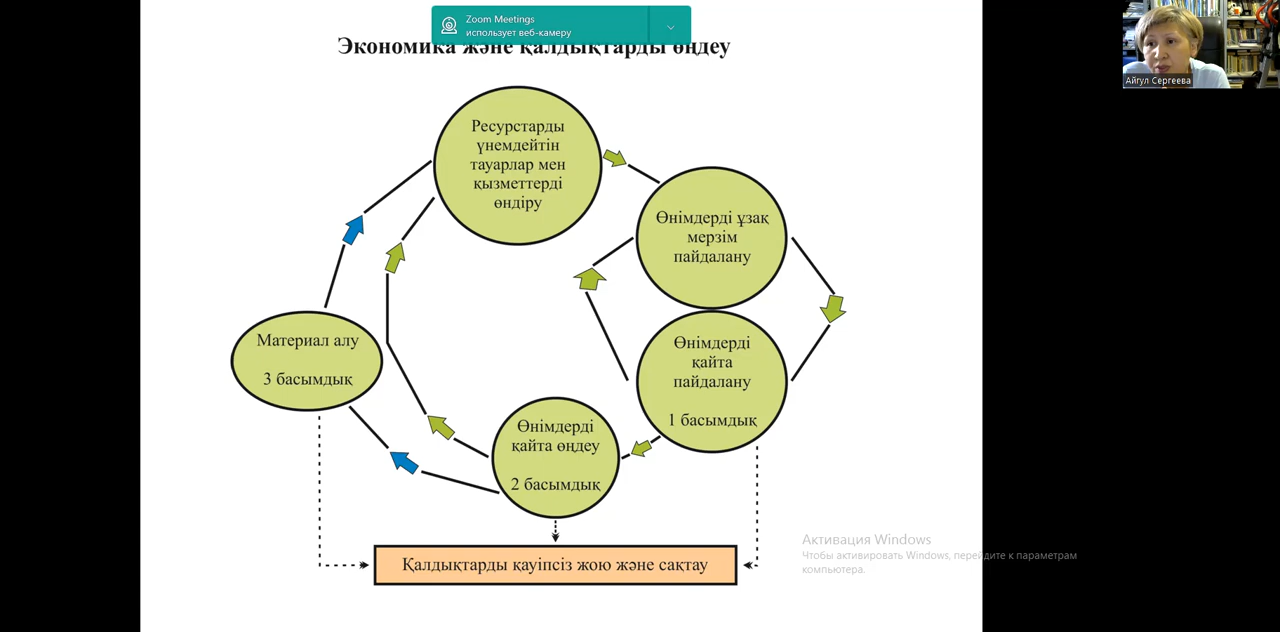 Zoom Meetings
использует веб-камеру
Экономика және қалдықтарды өңдеу
Айгул Сергеева
Ресурстарды
үнемдейтін
тауарлар мен
қызметтерді
өндіру
Өнімдерді ұзақ
мерзім
пайдалану
Материал алу
3 басымдық
Өнімдерді
қайта
пайдалану
1 басымдық
Өнімдерді
қайта өңдеу
2 басымдық
Қалдықтарды қауіпсіз жою және сақтау
Активация Windows
Чтобы активировать Windows, перейдите к параметрам
компьютера.